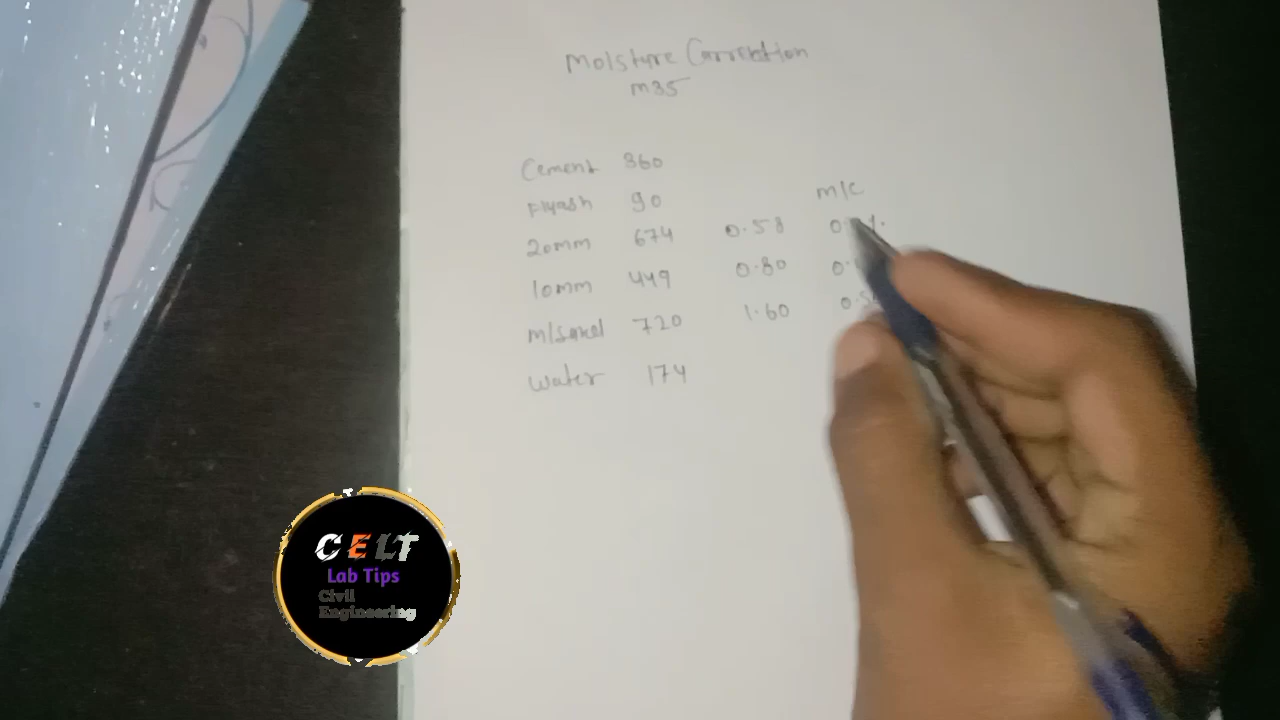 Moisture Correction
M35
Cement 360
Flyash 90
M/C
20mm 674 0.58
10mm 449 0.80
M/Sand 720 1.60
Water 174
CELT
Lab Tips
Civil
Engineering